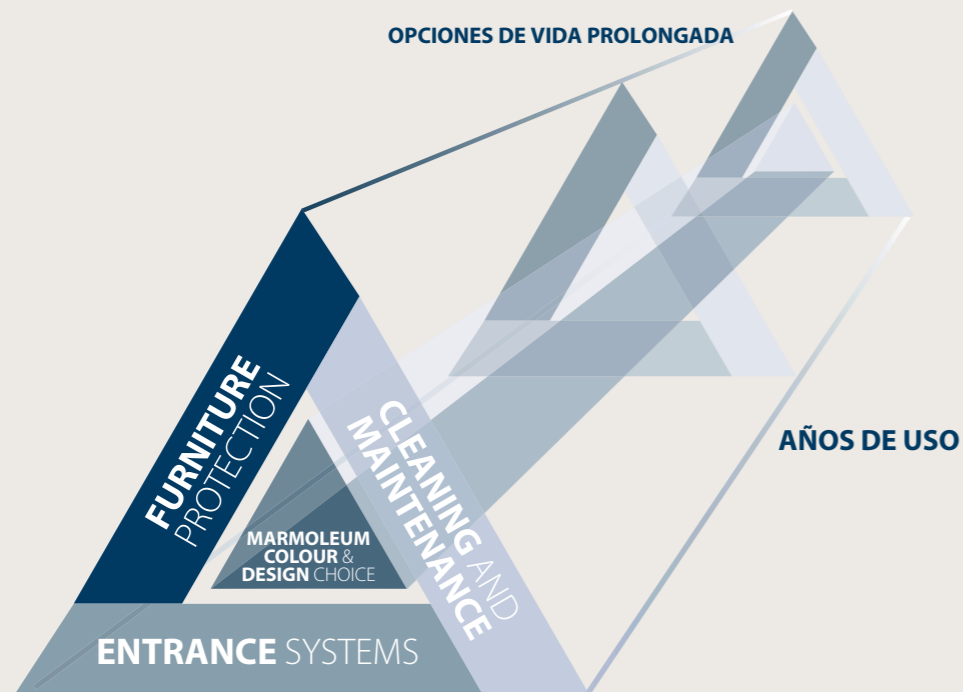 OPCIONES DE VIDA PROLONGADA
AÑOS DE USO
FURNITURE
PROTECTION
CLEANING AND
MAINTENANCE
MARMOLEUM
COLOUR &
DESIGN CHOICE
ENTRANCE SYSTEMS